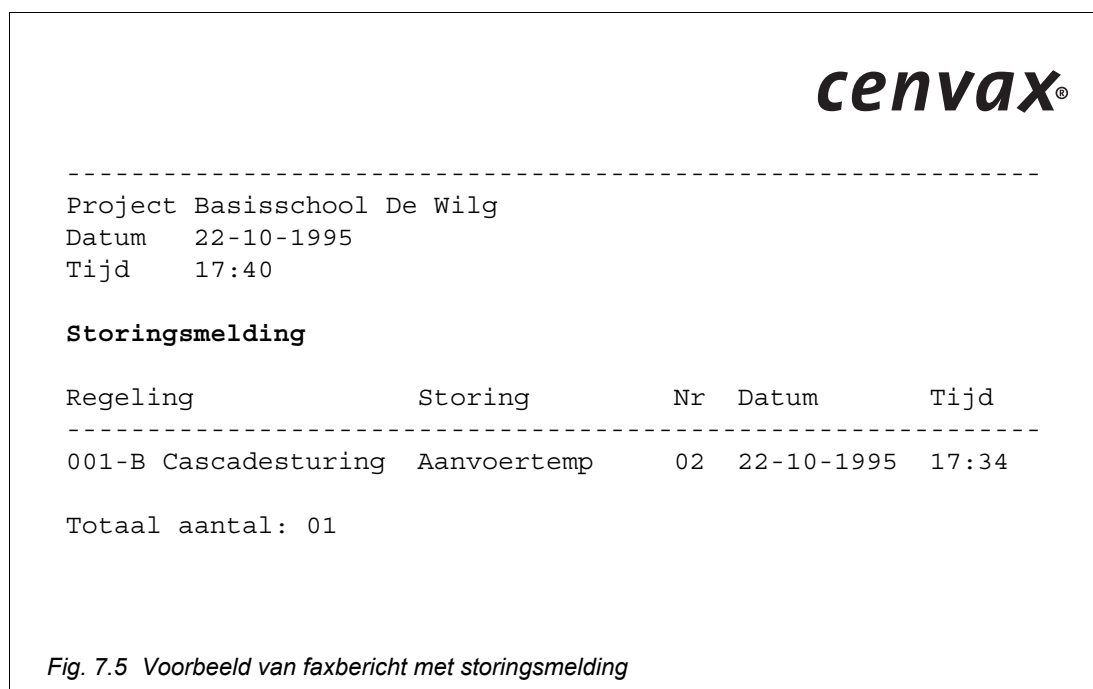 cenvax®
-------------------------------------------------------------
Project Basisschool De Wilg
Datum 22-10-1995
Tijd 17:40
Storingsmelding
Regeling Storing Nr Datum Tijd
-------------------------------------------------------------
001-B Cascadesturing Aanvoertemp 02 22-10-1995 17:34
Totaal aantal: 01
Fig. 7.5 Voorbeeld van faxbericht met storingsmelding